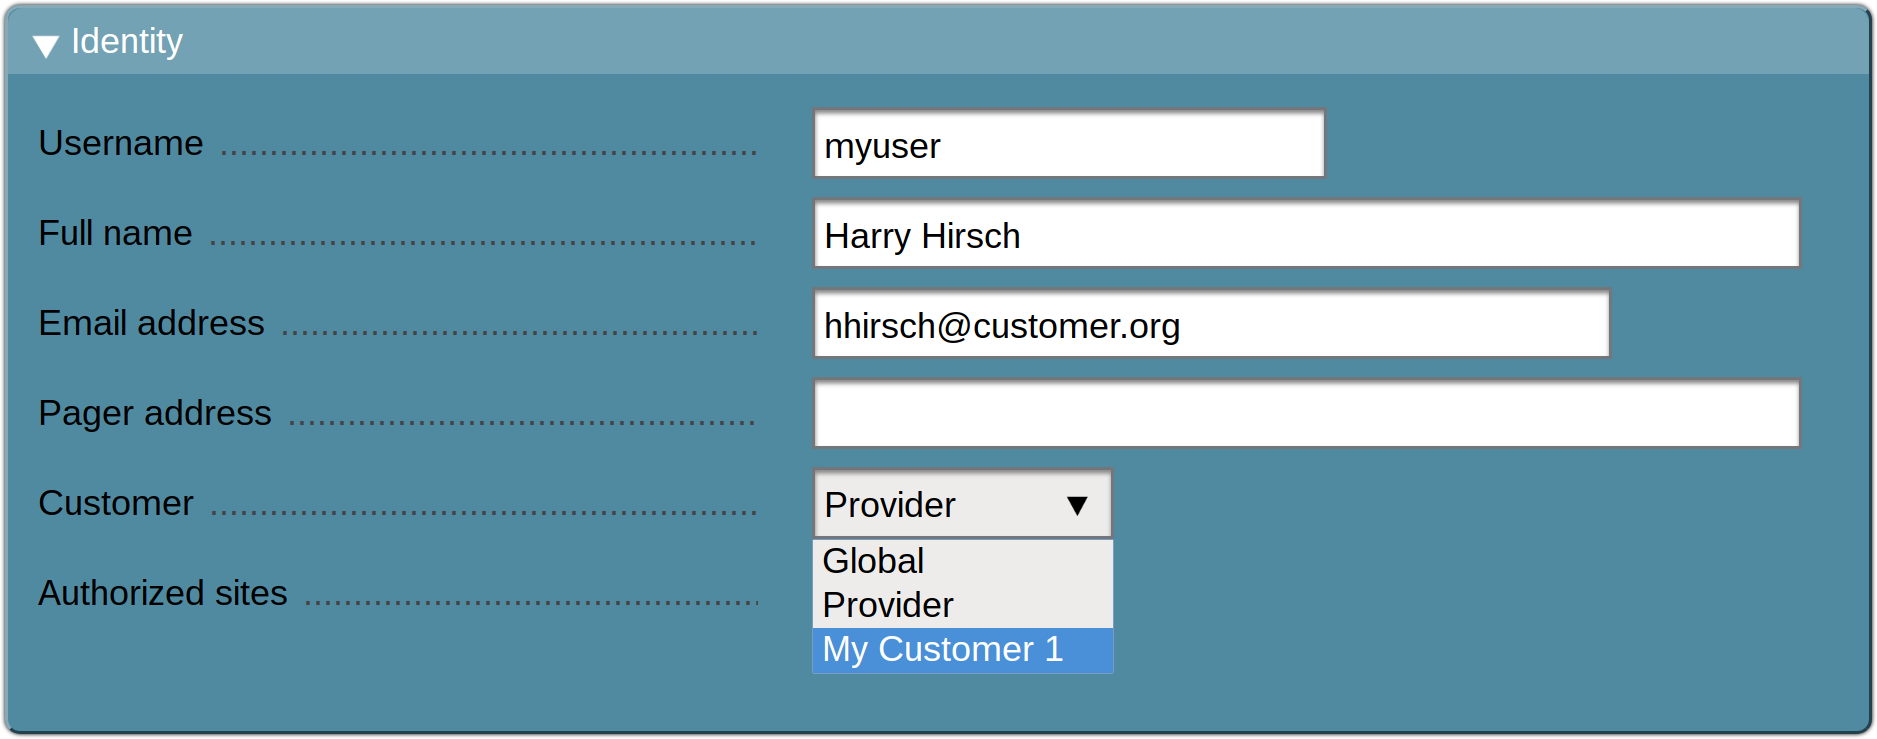 Identity
Username myuser
Full name Harry Hirsch
Email address hhirsch@customer.org
Pager address
Customer Provider
Global
Authorized sites
Provider
My Customer 1